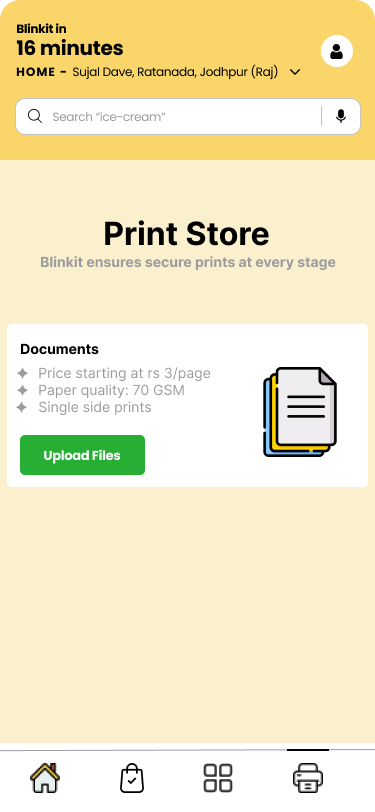 Blinkit in
16 minutes
HOME - Sujal Dave, Ratanada, Jodhpur (Raj)
Search “ice-cream”
Print Store
Blinkit ensures secure prints at every stage
Documents
Price starting at rs 3/page
Paper quality: 70 GSM
Single side prints
Upload Files